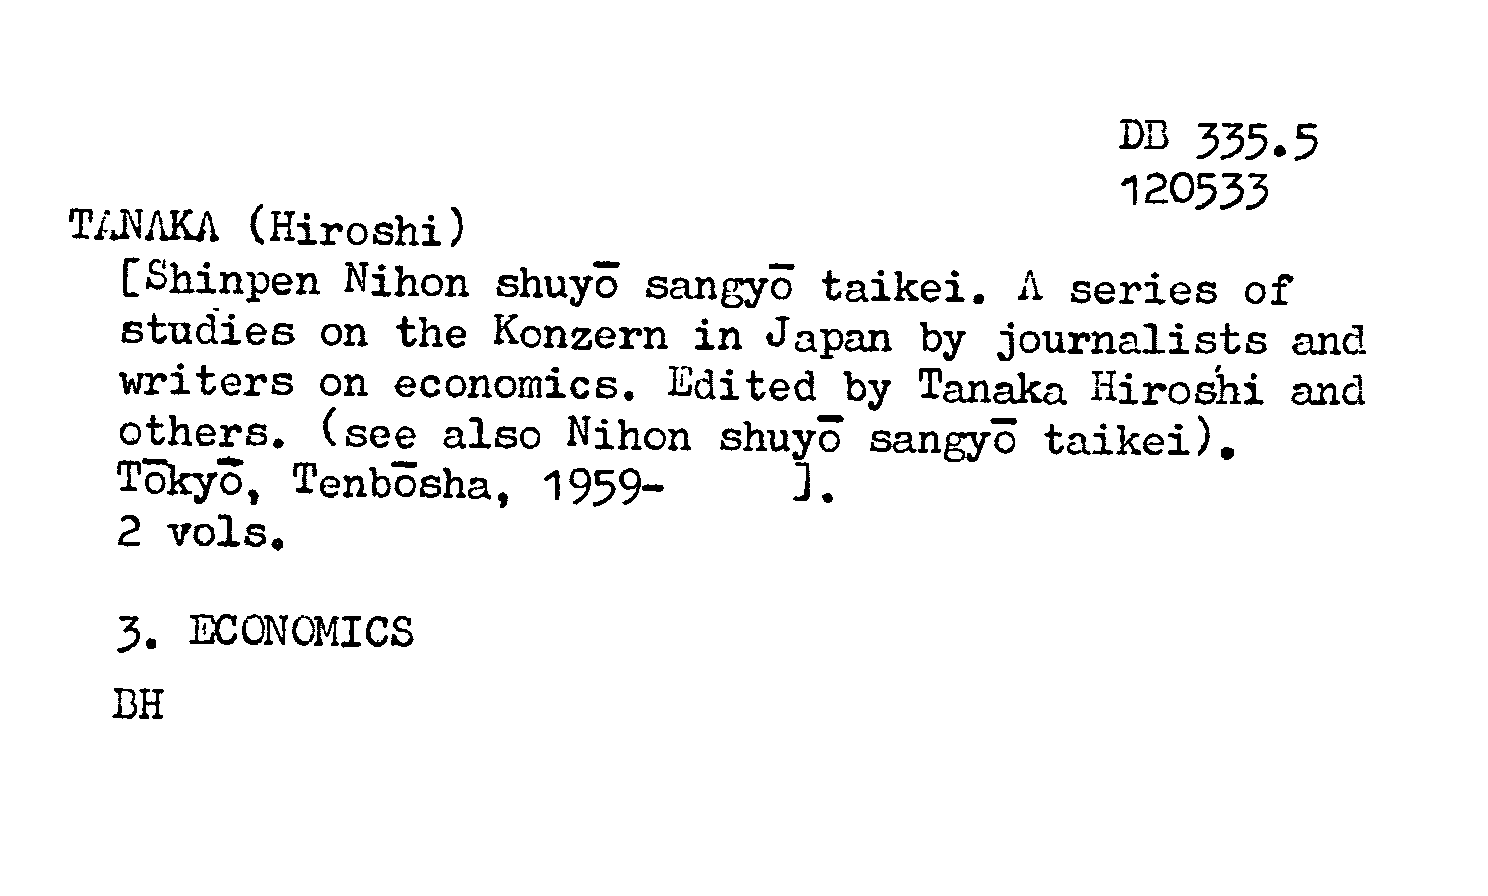 DB 335.5
120533
TANAKA (Hiroshi)
[Shinpen Nihon shuyō sangyō taikei. A series of
studies on the Konzern in Japan by journalists and
writers on economics. Edited by Tanaka Hiroshi and
others. (see also Nihon shuyō sangyō taikei).
Tōkyō, Tenbōsha, 1959-     ].
2 vols.
3. ECONOMICS
BH